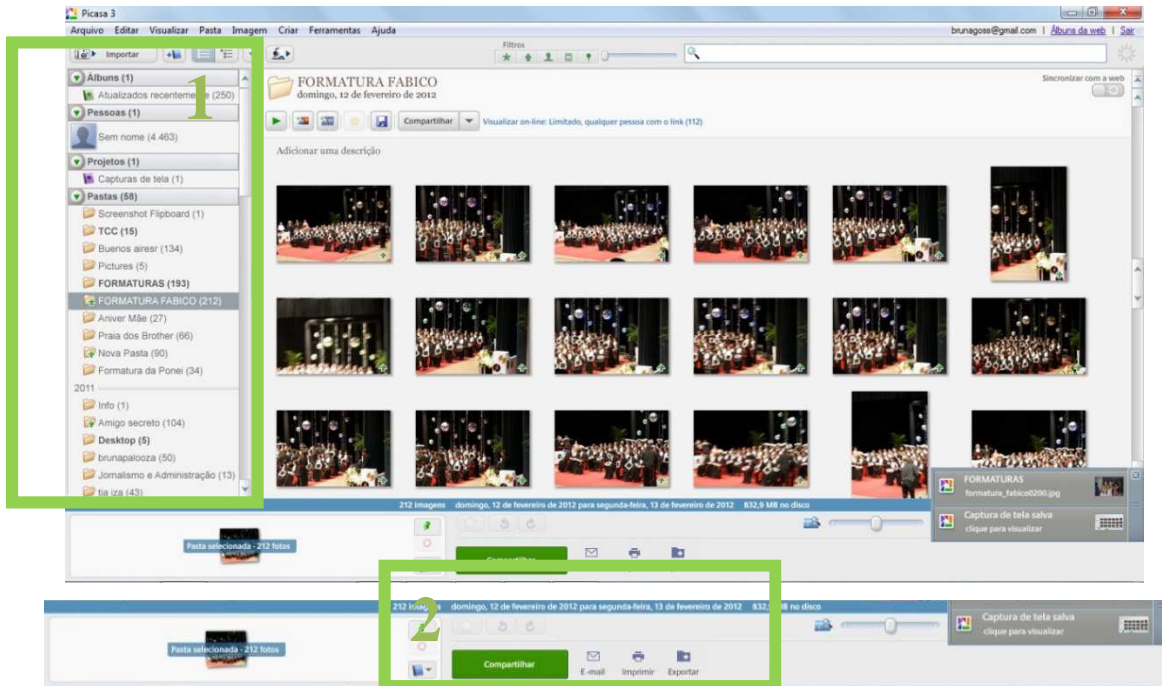 Picasa 3
Arquivo Editar Visualizar Pasta Imagem Criar Ferramentas Ajuda
brunagoss@gmail.com | Álbuns da web | Sair
Importar
Filtros
1
Álbuns (1)
Atualizados recentemente (250)
Pessoas (1)
Sem nome (4 463)
Projetos (1)
Capturas de tela (1)
Pastas (58)
Screenshot Flipboard (1)
TCC (15)
Buenos airesr (134)
Pictures (5)
FORMATURAS (193)
FORMATURA FABICO (212)
Aniver Mãe (27)
Praia dos Brother (66)
Nova Pasta (90)
Formatura da Ponei (34)
2011
Info (1)
Amigo secreto (104)
Desktop (5)
brunapalooza (50)
Jornalismo e Administração (13)
tia iza (43)
FORMATURA FABICO
domingo, 12 de fevereiro de 2012
Sincronizar com a web
Compartilhar
Visualizar on-line: Limitado, qualquer pessoa com o link (112)
Adicionar uma descrição
FORMATURAS
formatura_fabico0200.jpg
Captura de tela salva
clique para visualizar
212 imagens domingo, 12 de fevereiro de 2012 para segunda-feira, 13 de fevereiro de 2012 832,9 MB no disco
Pasta selecionada - 212 fotos
Compartilhar
2
212 imagens domingo, 12 de fevereiro de 2012 para segunda-feira, 13 de fevereiro de 2012 832,9 MB no disco
Captura de tela salva
clique para visualizar
Pasta selecionada - 212 fotos
Compartilhar
E-mail Imprimir Exportar